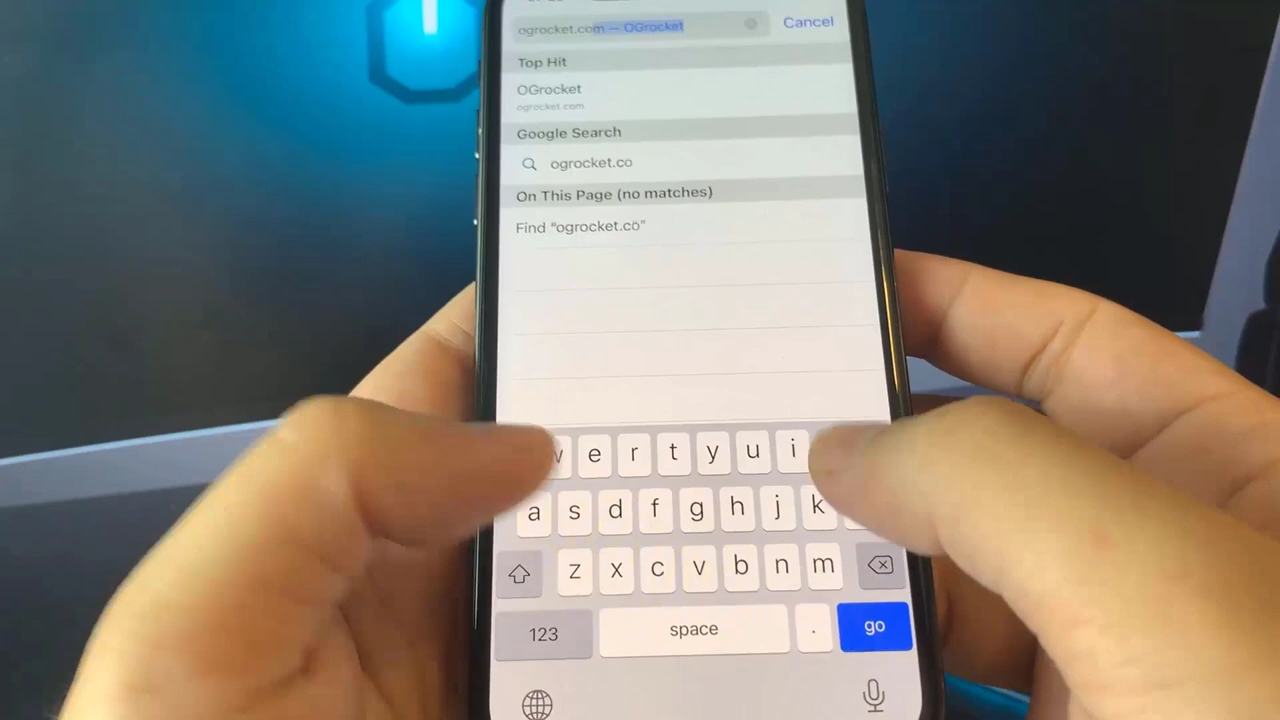 ogrocket.com — OGrocket
Cancel
Top Hit
OGrocket
ogrocket.com
Google Search
ogrocket.co
On This Page (no matches)
Find “ogrocket.co”
e r t y u i
a s d f g h j k
z x c v b n m
123 space . go